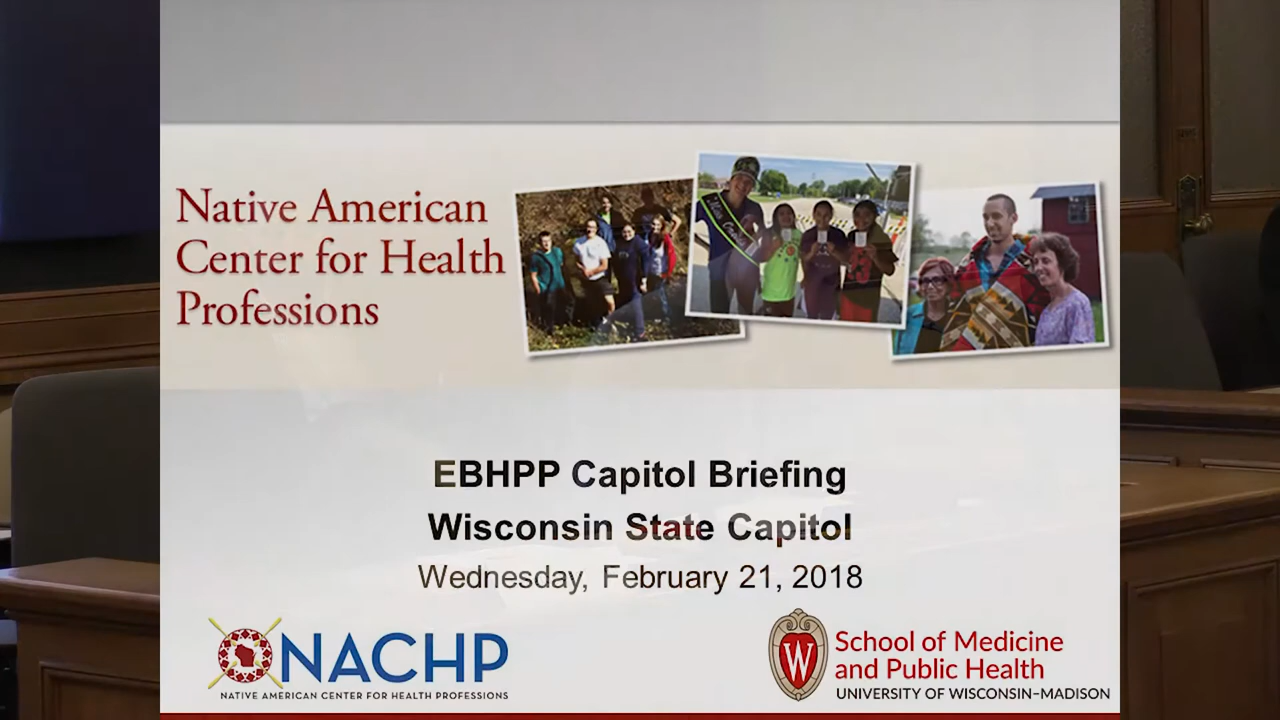 Native American
Center for Health
Professions
EBHPP Capitol Briefing
Wisconsin State Capitol
Wednesday, February 21, 2018
NACHP
NATIVE AMERICAN CENTER FOR HEALTH PROFESSIONS
W
School of Medicine
and Public Health
UNIVERSITY OF WISCONSIN–MADISON